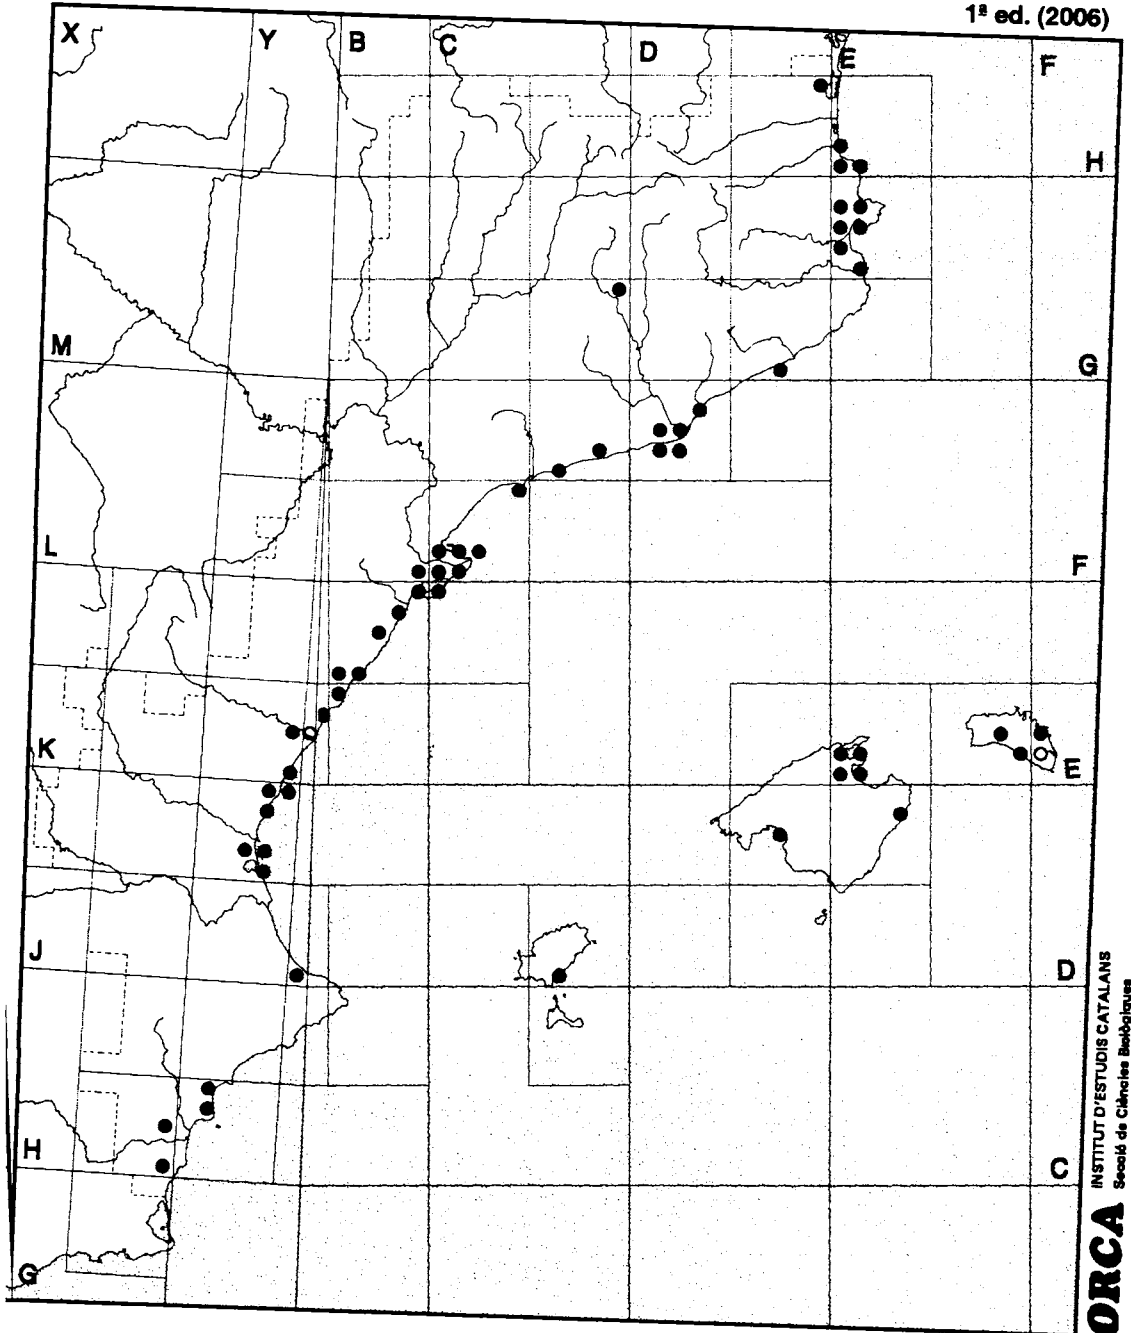 1ª ed. (2006)
X
Y
B
C
D
E
F
H
M
G
L
F
K
E
J
D
H
C
G
INSTITUT D'ESTUDIS CATALANS
Secció de Ciències Biològiques
ORCA